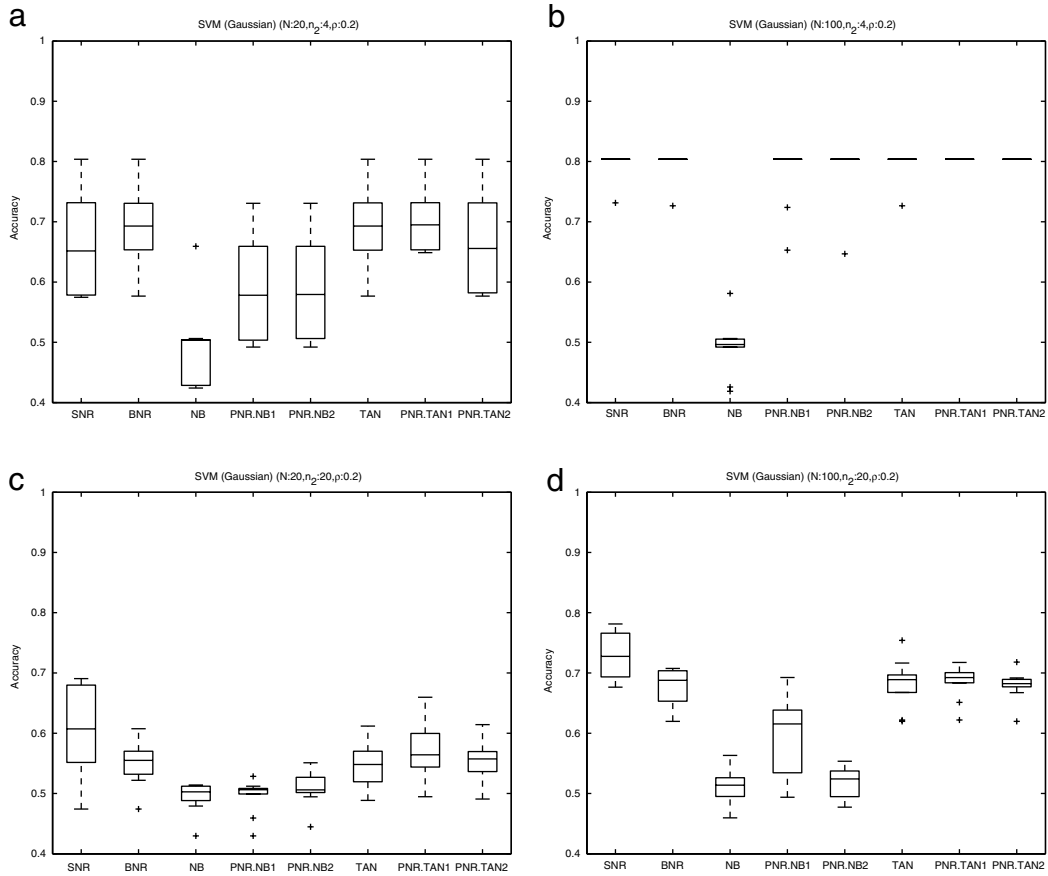 a
SVM (Gaussian) (N:20,n2:4,ρ:0.2)
1
0.9
0.8
0.7
0.6
0.5
0.4
Accuracy
SNR BNR NB PNR.NB1 PNR.NB2 TAN PNR.TAN1 PNR.TAN2
b
SVM (Gaussian) (N:100,n2:4,ρ:0.2)
1
0.9
0.8
0.7
0.6
0.5
0.4
Accuracy
SNR BNR NB PNR.NB1 PNR.NB2 TAN PNR.TAN1 PNR.TAN2
c
SVM (Gaussian) (N:20,n2:20,ρ:0.2)
1
0.9
0.8
0.7
0.6
0.5
0.4
Accuracy
SNR BNR NB PNR.NB1 PNR.NB2 TAN PNR.TAN1 PNR.TAN2
d
SVM (Gaussian) (N:100,n2:20,ρ:0.2)
1
0.9
0.8
0.7
0.6
0.5
0.4
Accuracy
SNR BNR NB PNR.NB1 PNR.NB2 TAN PNR.TAN1 PNR.TAN2